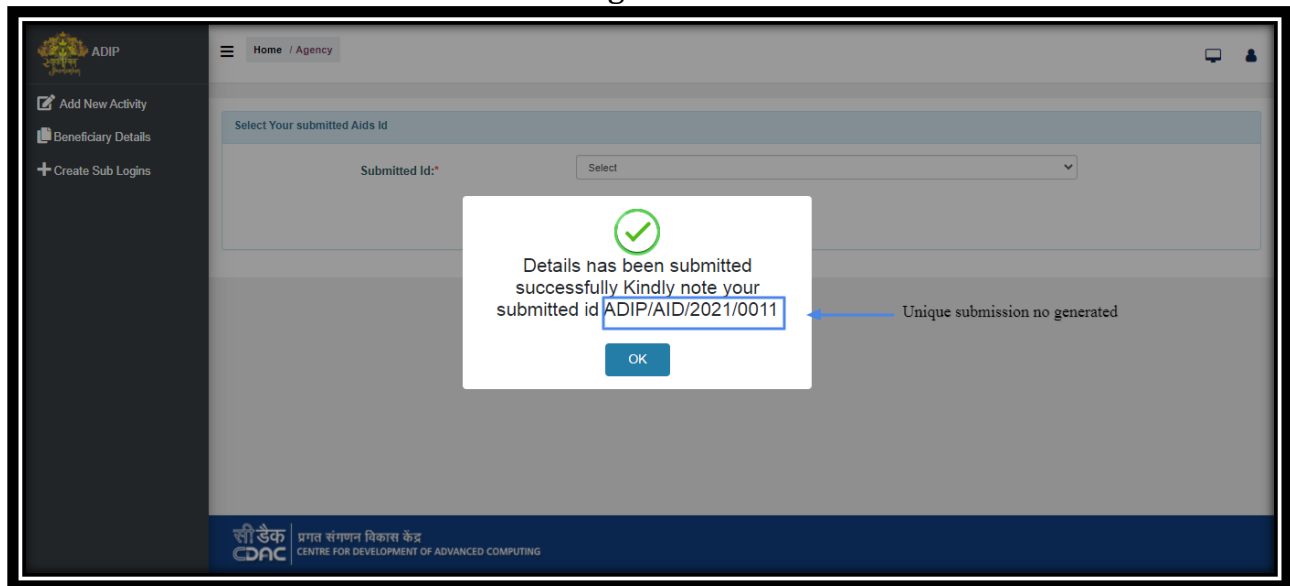 ADIP
Home / Agency
Add New Activity
Beneficiary Details
Create Sub Logins
Select Your submitted Aids Id
Submitted Id:*
Select
Details has been submitted
successfully Kindly note your
submitted id ADIP/AID/2021/0011
OK
Unique submission no generated
सी डैक
CDAC
प्रगत संगणन विकास केंद्र
CENTRE FOR DEVELOPMENT OF ADVANCED COMPUTING